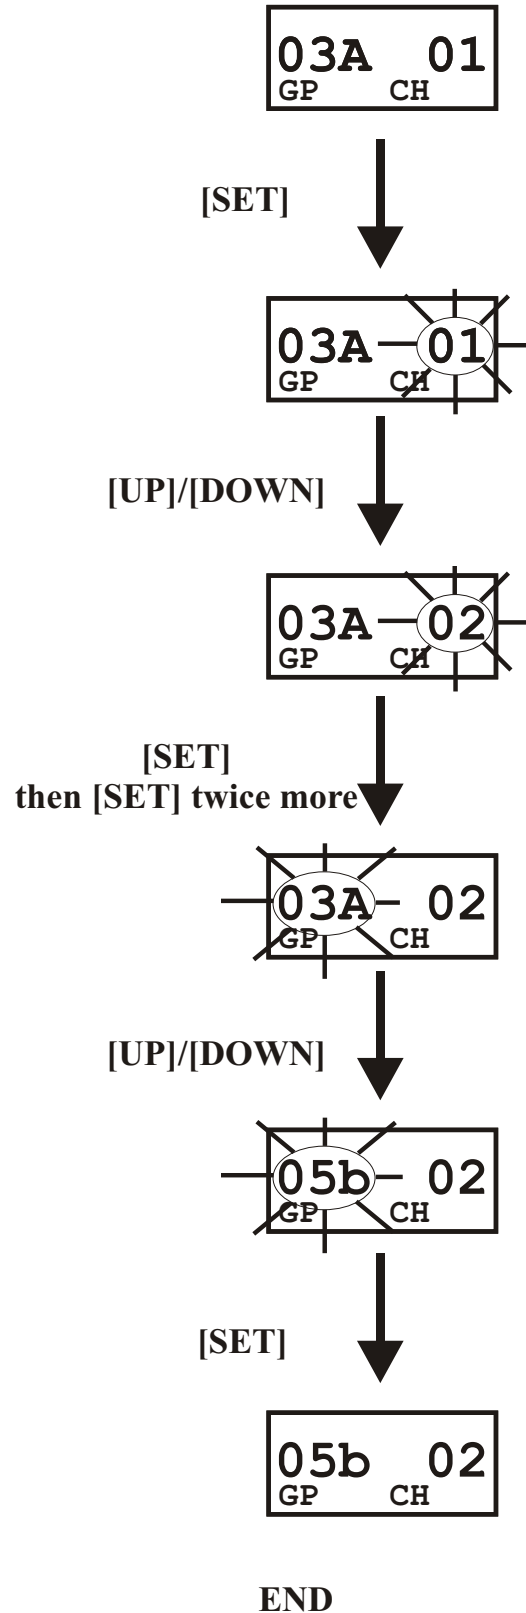 03A 01
GP CH
[SET]
03A 01
GP CH
[UP]/[DOWN]
03A 02
GP CH
[SET]
then [SET] twice more
03A 02
GP CH
[UP]/[DOWN]
05b 02
GP CH
[SET]
05b 02
GP CH
END